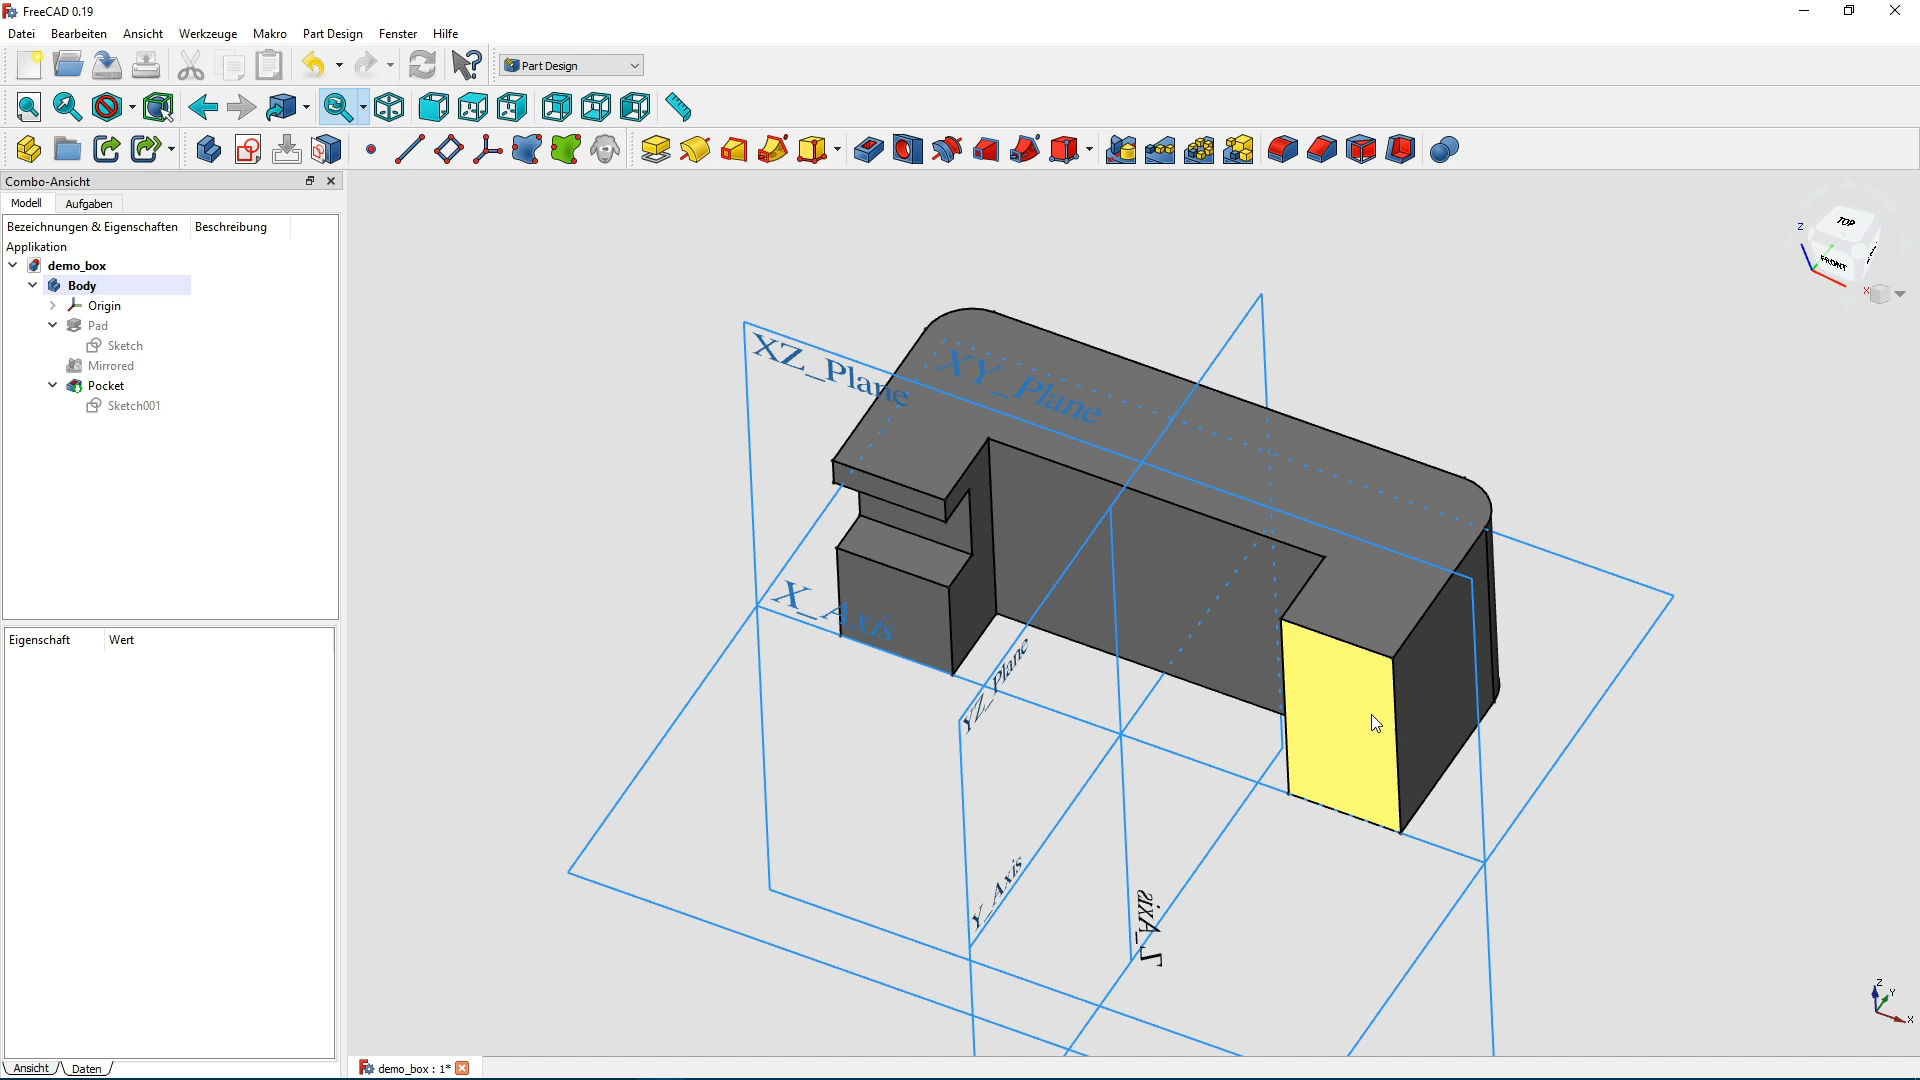 FreeCAD 0.19
Datei Bearbeiten Ansicht Werkzeuge Makro Part Design Fenster Hilfe
Part Design
Combo-Ansicht
Modell Aufgaben
Bezeichnungen & Eigenschaften Beschreibung
Applikation
demo_box
Body
Origin
Pad
Sketch
Mirrored
Pocket
Sketch001
Eigenschaft Wert
Ansicht Daten
TOP
FRONT
Z
X
XZ_Plane
XY_Plane
X_Axis
YZ_Plane
Y_Axis
Z_Axis
Z
Y
X
demo_box : 1*